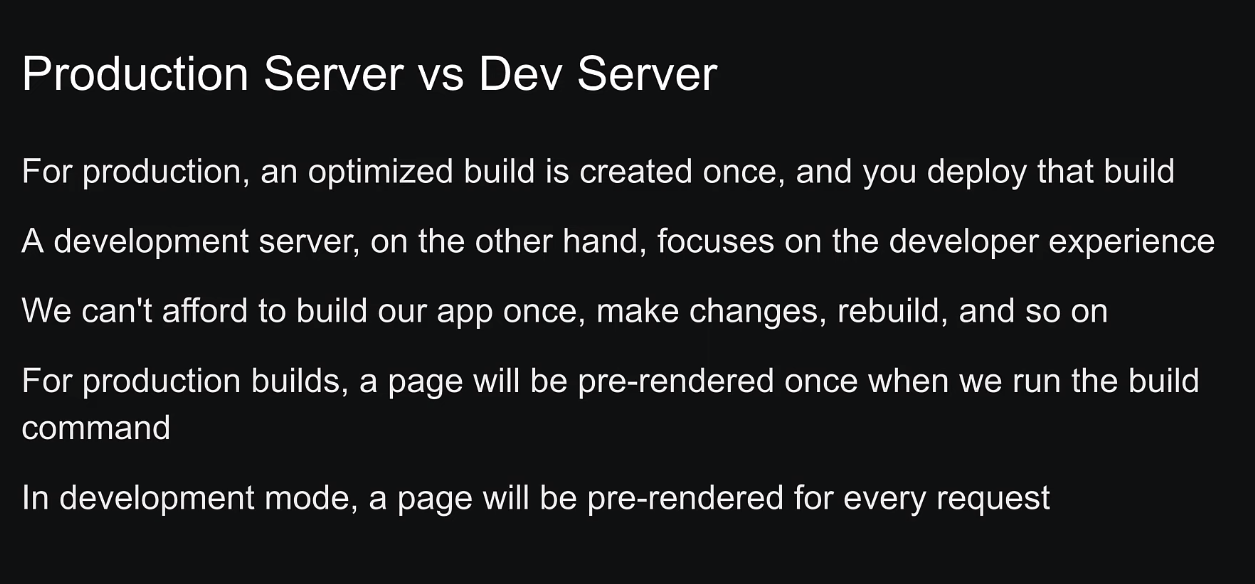 Production Server vs Dev Server
For production, an optimized build is created once, and you deploy that build
A development server, on the other hand, focuses on the developer experience
We can't afford to build our app once, make changes, rebuild, and so on
For production builds, a page will be pre-rendered once when we run the build
command
In development mode, a page will be pre-rendered for every request